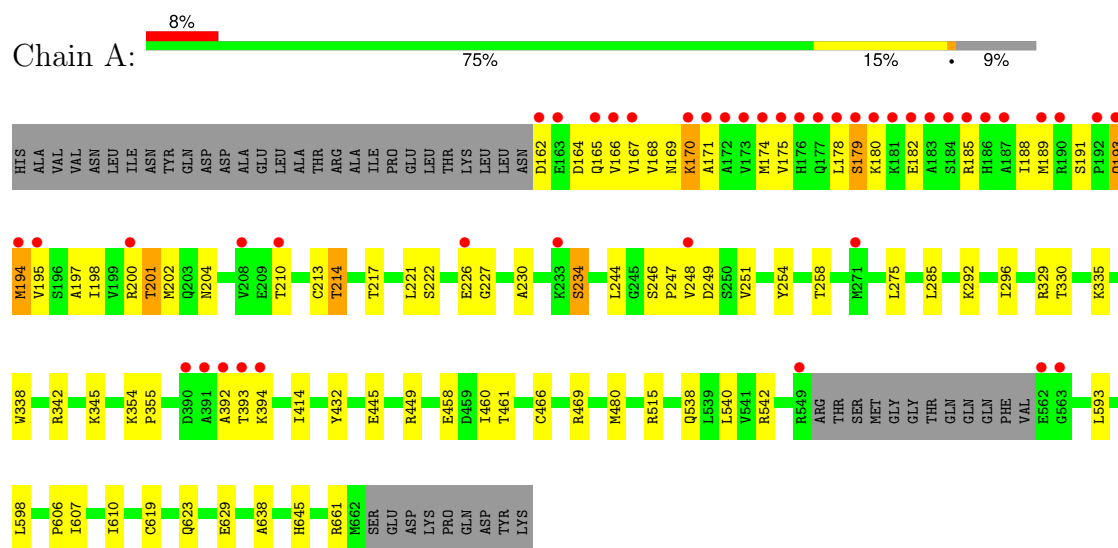 8%
Chain A:
75% 15% • 9%
HIS ALA VAL VAL ASN LEU ILE ASN TYR GLN ASP ASP ALA GLU LEU ALA THR ARG ALA ILE PRO GLU LEU THR LYS LEU LEU ASN D162 E163 D164 Q165 V166 V167 V168 N169 K170 A171 A172 V173 M174 V175 H176 Q177 L178 S179 K180 K181 E182 A183 S184 R185 H186 A187 I188 M189 R190 S191 P192
M194 V195 S196 A197 I198 V199 R200 T201 M202 Q203 N204 V208 E209 T210 C213 T214 T217 L221 S222 E226 G227 A230 K233 S234 L244 G245 S246 P247 V248 D249 S250 V251 Y254 T258 M271 L275 L285 K292 I296 R329 T330 K335
W338 R342 K345 K354 P355 D390 A391 A392 T393 K394 I414 Y432 E445 R449 E458 D459 I460 T461 C466 R469 M480 R515 Q538 L539 L540 V541 R542 R549 ARG THR SER MET GLY GLY THR GLN GLN GLN PHE VAL E562 G563 L593
L598 P606 I607 I610 C619 Q623 E629 A638 H645 R661 M662 SER GLU ASP LYS PRO GLN ASP TYR LYS